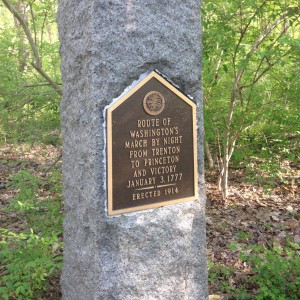 ROUTE OF
WASHINGTON'S
MARCH BY NIGHT
FROM TRENTON
TO PRINCETON
AND VICTORY
JANUARY 3, 1777
ERECTED 1914